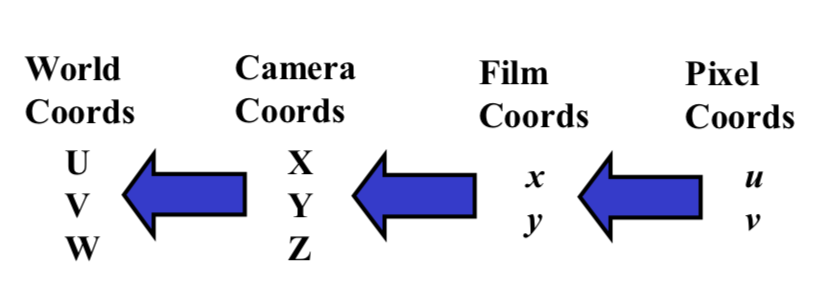 World Coords
U
V
W
Camera Coords
X
Y
Z
Film Coords
x
y
Pixel Coords
u
v